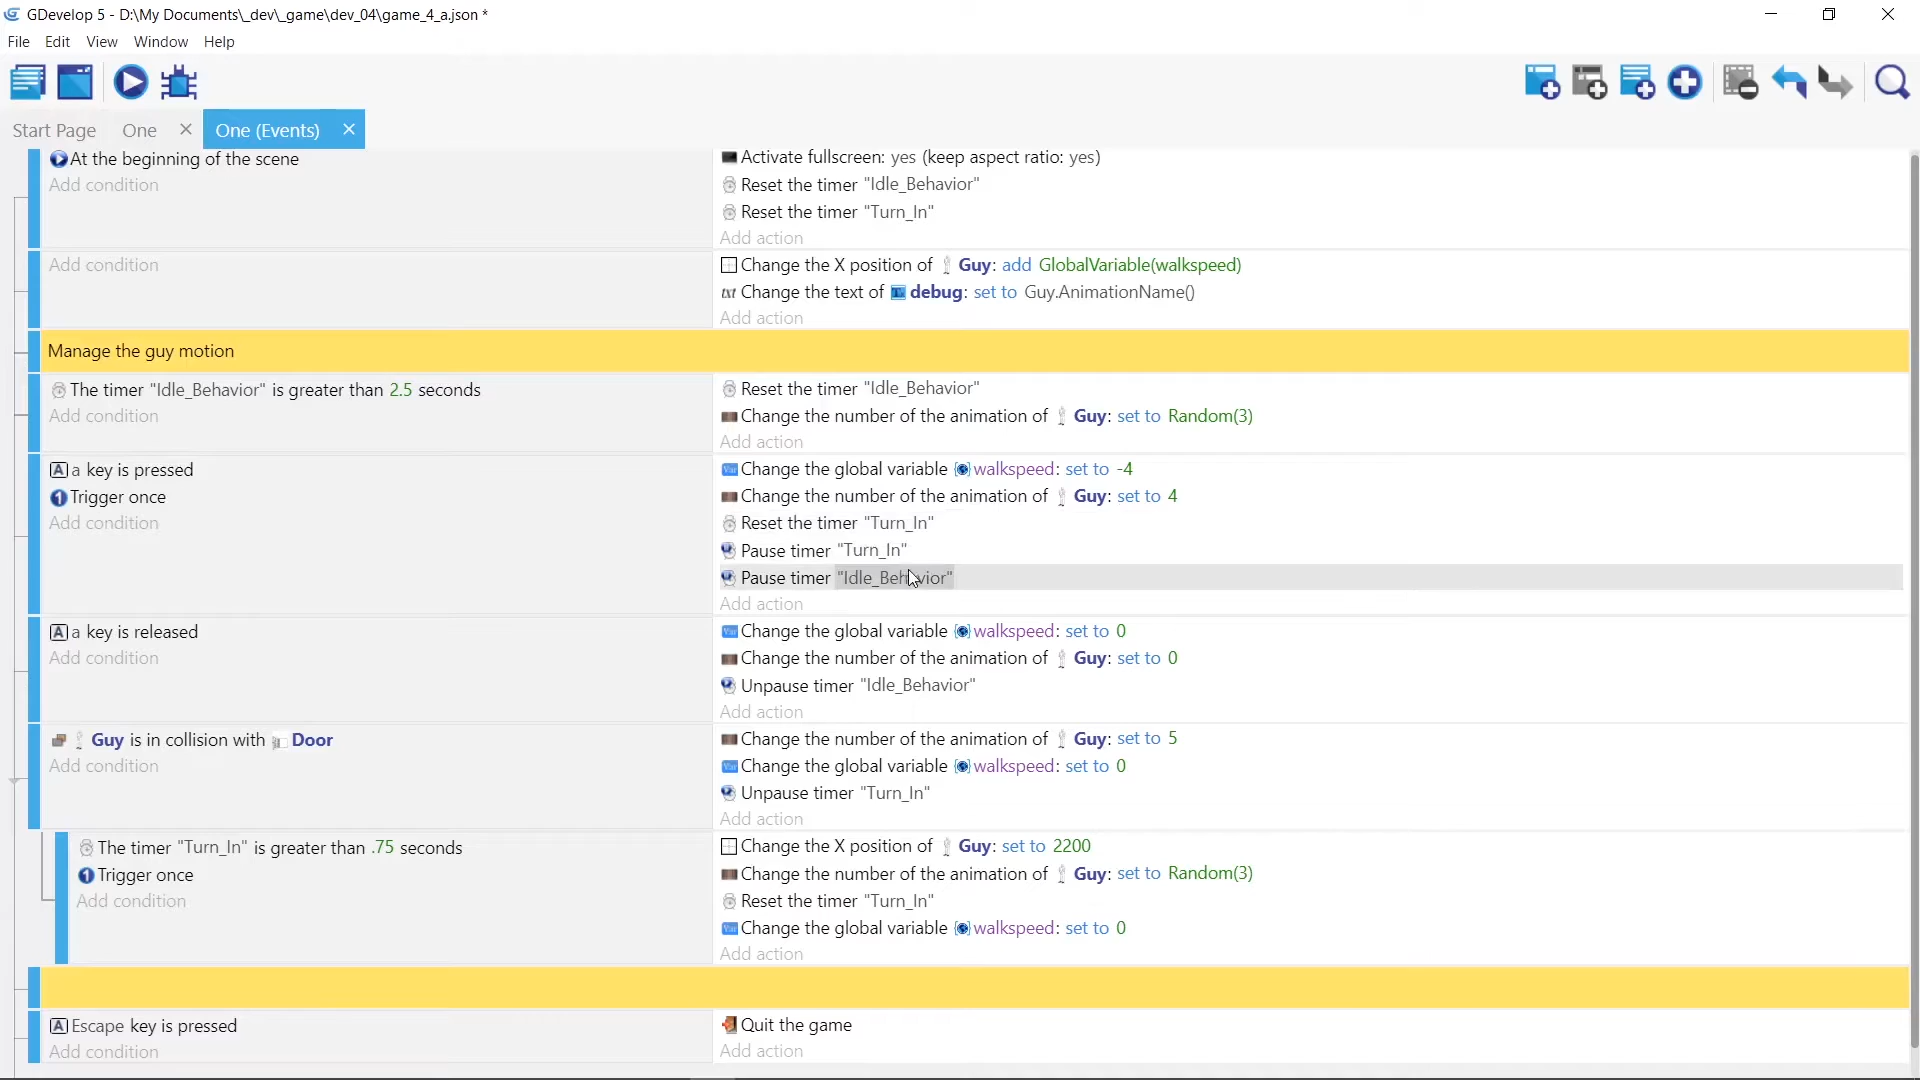 GDevelop 5 - D:\My Documents\_dev\_game\dev_04\game_4_a.json *
File Edit View Window Help
Start Page One × One (Events) ×
At the beginning of the scene
Add condition
Activate fullscreen: yes (keep aspect ratio: yes)
Reset the timer "Idle_Behavior"
Reset the timer "Turn_In"
Add action
Add condition
Change the X position of Guy: add GlobalVariable(walkspeed)
Change the text of debug: set to Guy.AnimationName()
Add action
Manage the guy motion
The timer "Idle_Behavior" is greater than 2.5 seconds
Add condition
Reset the timer "Idle_Behavior"
Change the number of the animation of Guy: set to Random(3)
Add action
a key is pressed
Trigger once
Add condition
Change the global variable walkspeed: set to -4
Change the number of the animation of Guy: set to 4
Reset the timer "Turn_In"
Pause timer "Turn_In"
Pause timer "Idle_Behavior"
Add action
a key is released
Add condition
Change the global variable walkspeed: set to 0
Change the number of the animation of Guy: set to 0
Unpause timer "Idle_Behavior"
Add action
Guy is in collision with Door
Add condition
Change the number of the animation of Guy: set to 5
Change the global variable walkspeed: set to 0
Unpause timer "Turn_In"
Add action
The timer "Turn_In" is greater than .75 seconds
Trigger once
Add condition
Change the X position of Guy: set to 2200
Change the number of the animation of Guy: set to Random(3)
Reset the timer "Turn_In"
Change the global variable walkspeed: set to 0
Add action
Escape key is pressed
Add condition
Quit the game
Add action